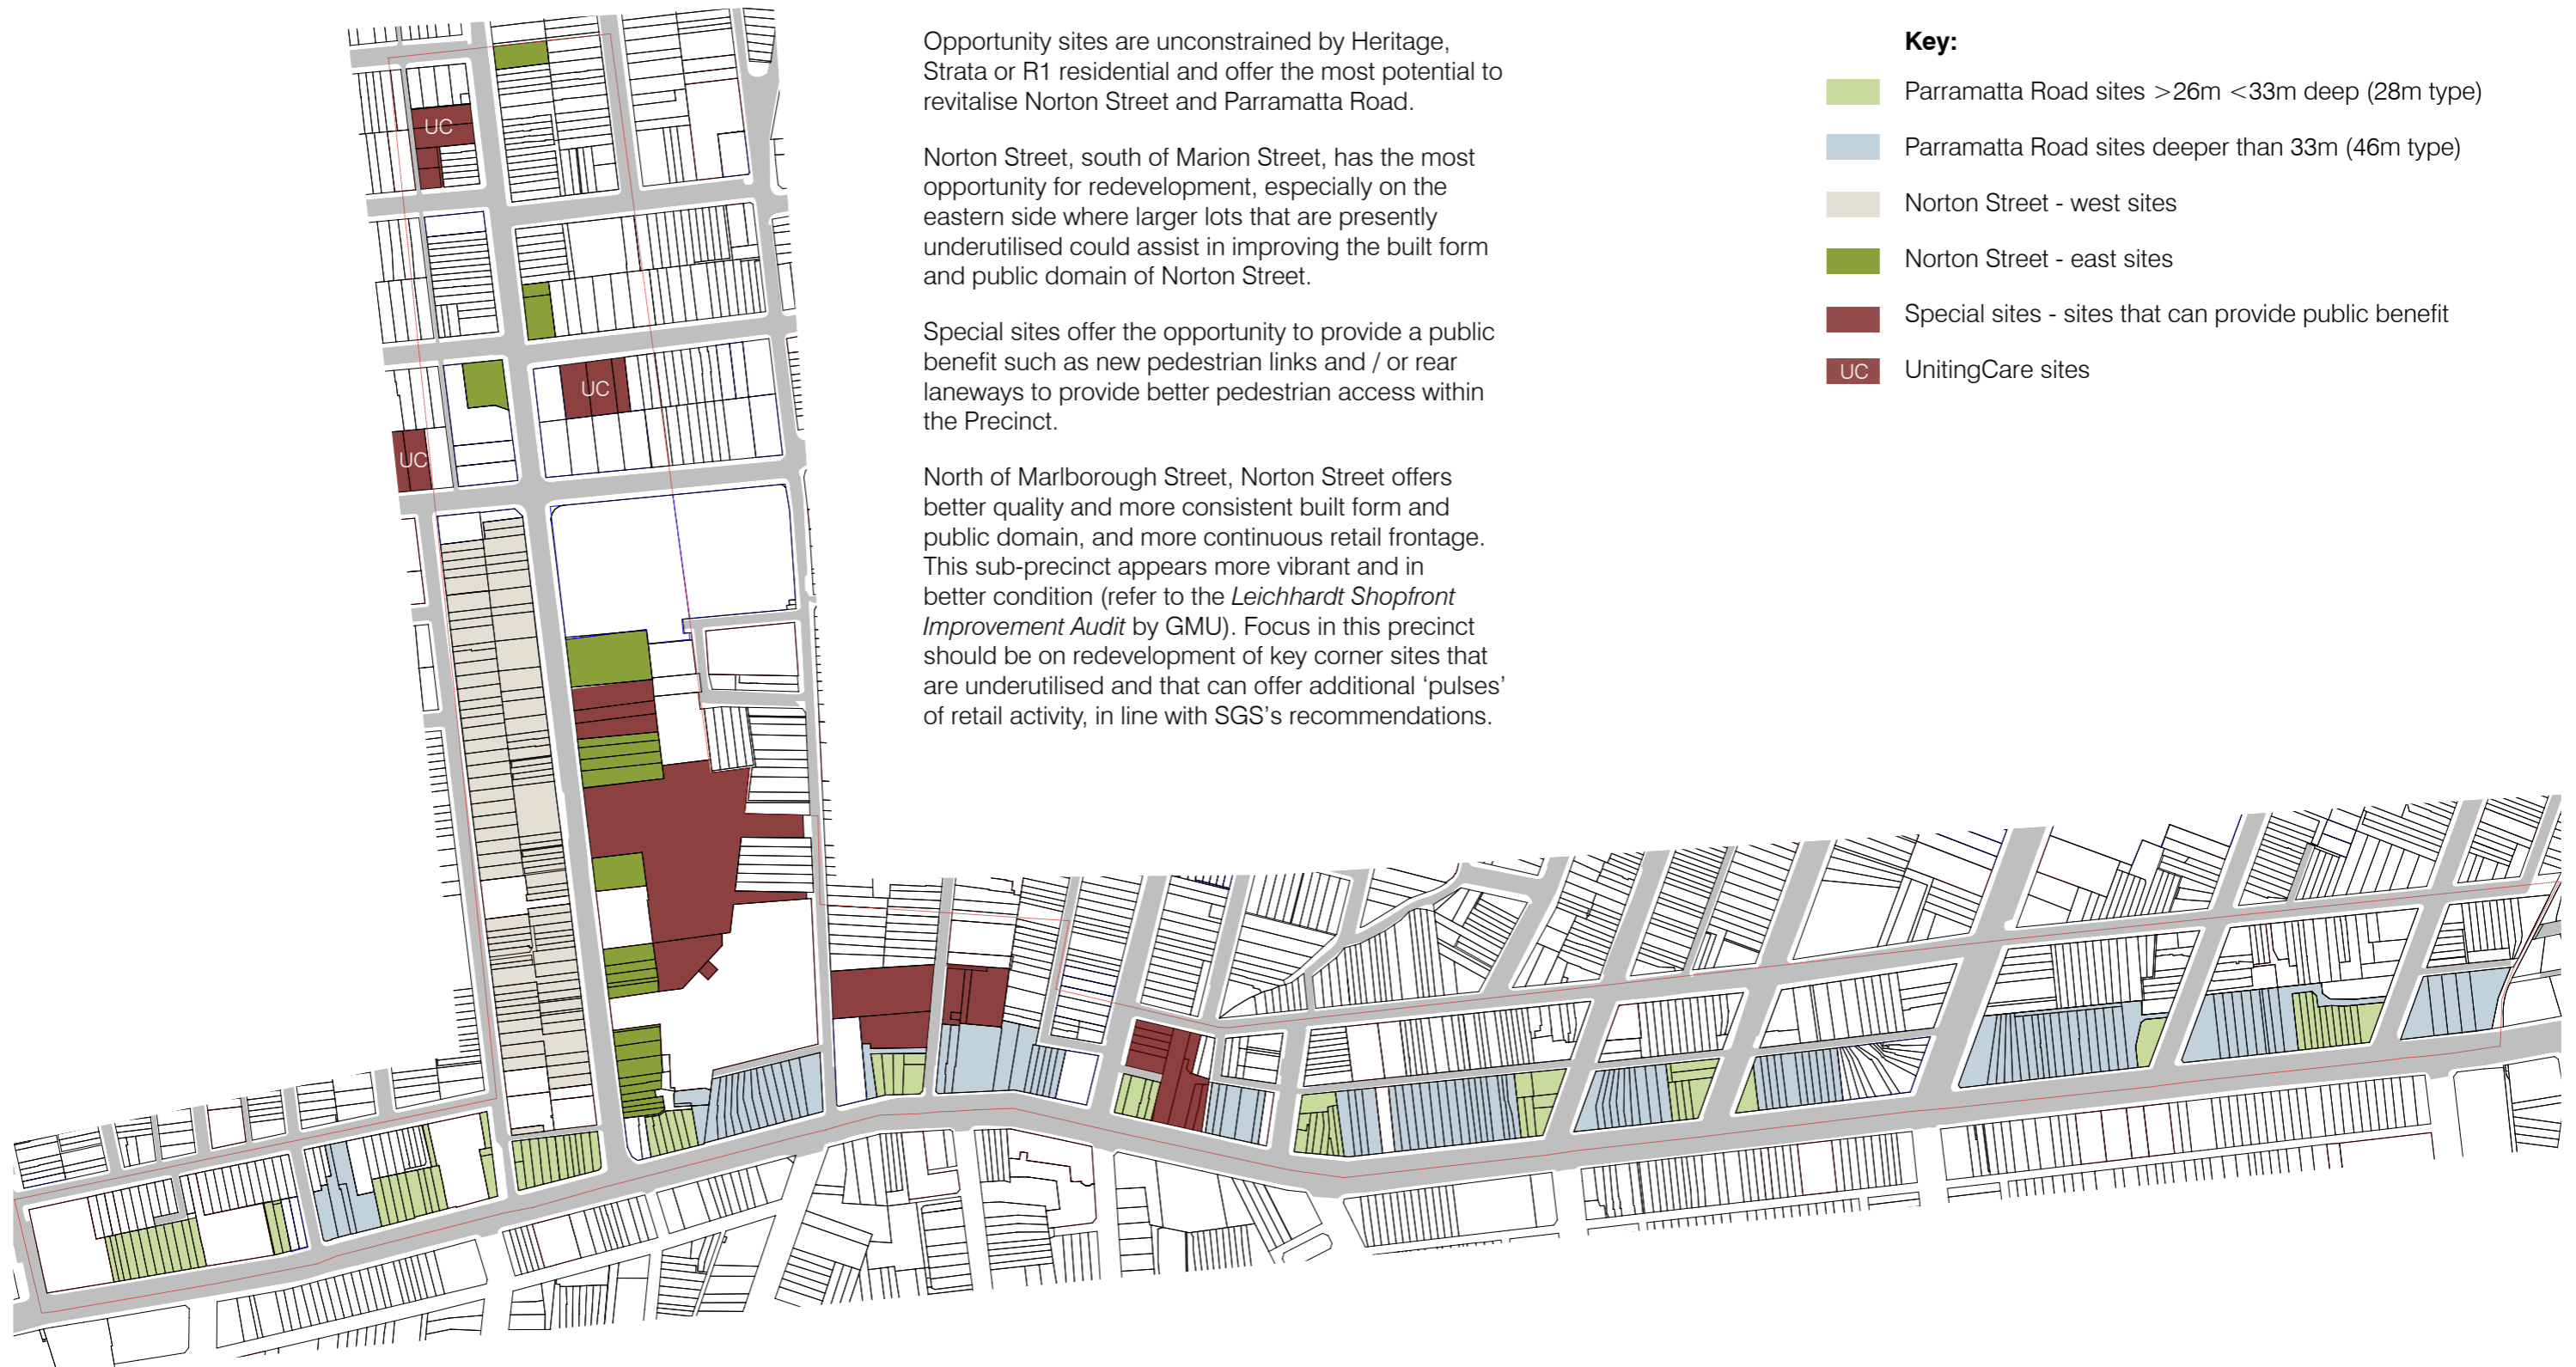 Opportunity sites are unconstrained by Heritage,
Strata or R1 residential and offer the most potential to
revitalise Norton Street and Parramatta Road.
Norton Street, south of Marion Street, has the most
opportunity for redevelopment, especially on the
eastern side where larger lots that are presently
underutilised could assist in improving the built form
and public domain of Norton Street.
Special sites offer the opportunity to provide a public
benefit such as new pedestrian links and / or rear
laneways to provide better pedestrian access within
the Precinct.
North of Marlborough Street, Norton Street offers
better quality and more consistent built form and
public domain, and more continuous retail frontage.
This sub-precinct appears more vibrant and in
better condition (refer to the Leichhardt Shopfront
Improvement Audit by GMU). Focus in this precinct
should be on redevelopment of key corner sites that
are underutilised and that can offer additional ‘pulses’
of retail activity, in line with SGS’s recommendations.
Key:
Parramatta Road sites >26m <33m deep (28m type)
Parramatta Road sites deeper than 33m (46m type)
Norton Street - west sites
Norton Street - east sites
Special sites - sites that can provide public benefit
UC UnitingCare sites
UC
UC
UC